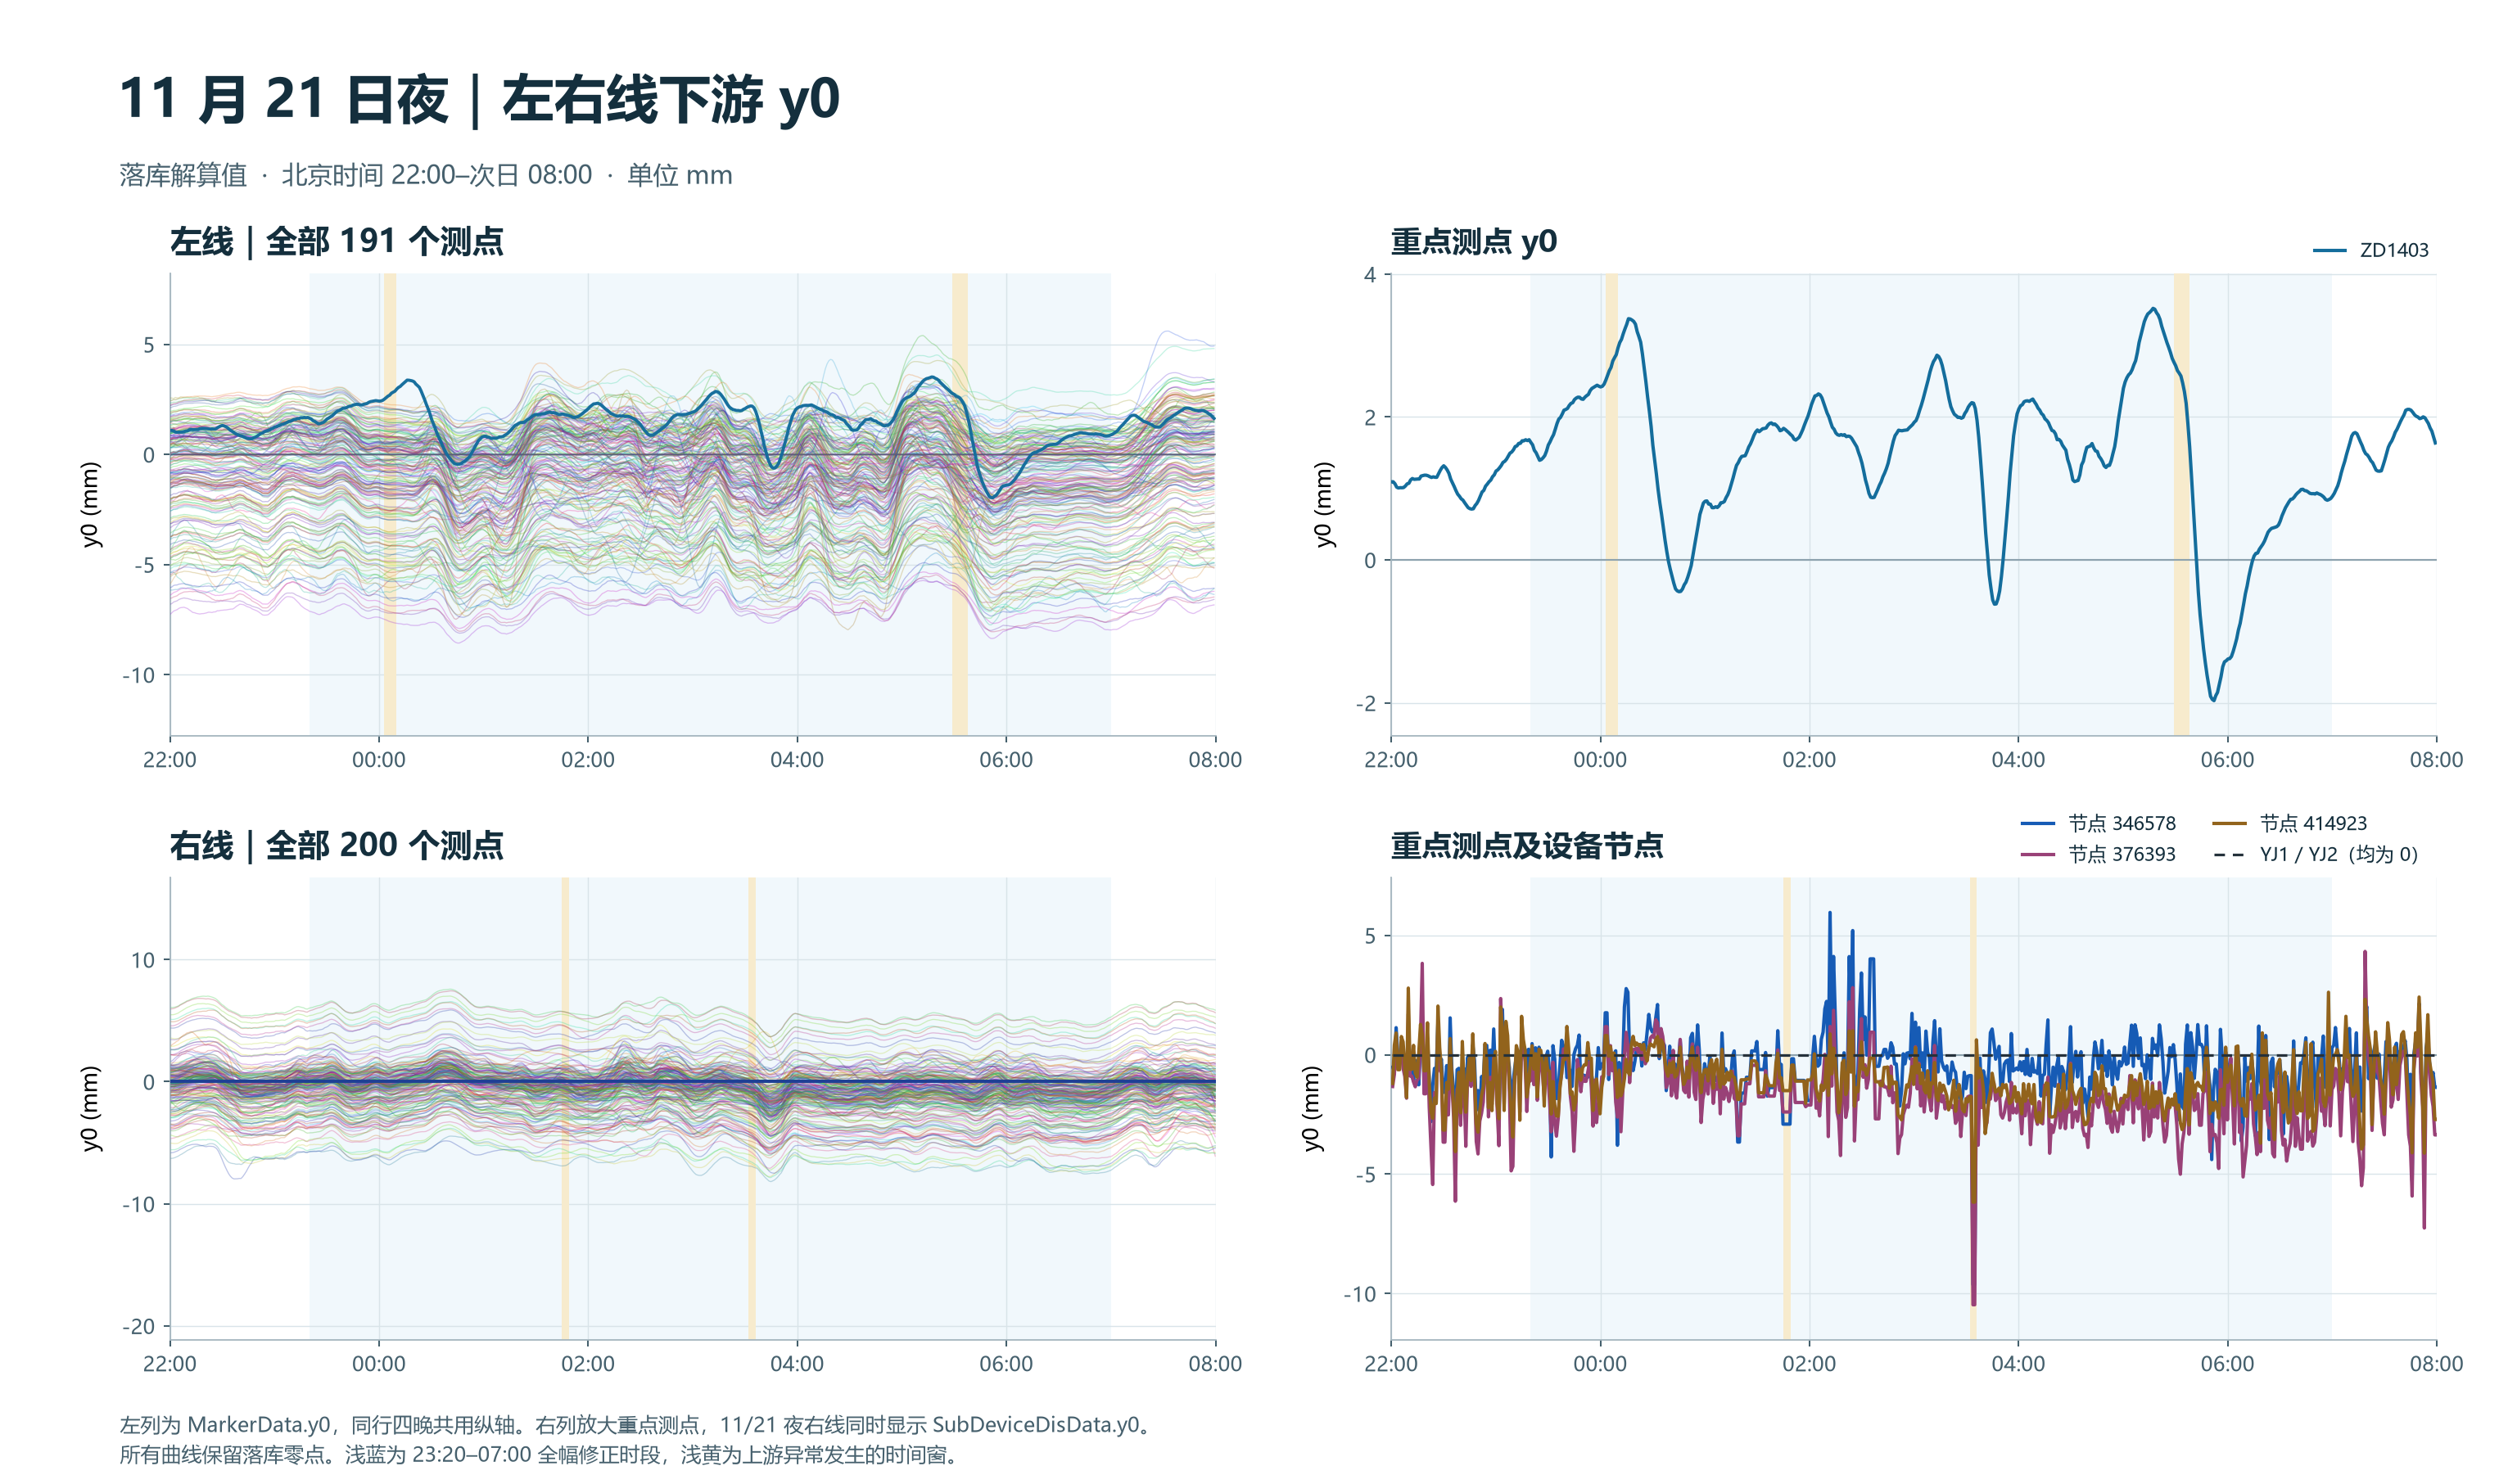 11 月 21 日夜｜左右线下游 y0
落库解算值 · 北京时间 22:00–次日 08:00 · 单位 mm
左线｜全部 191 个测点
y0 (mm)
5
0
-5
-10
22:00 00:00 02:00 04:00 06:00 08:00
重点测点 y0
ZD1403
y0 (mm)
4
2
0
-2
22:00 00:00 02:00 04:00 06:00 08:00
右线｜全部 200 个测点
y0 (mm)
10
0
-10
-20
22:00 00:00 02:00 04:00 06:00 08:00
重点测点及设备节点
节点 346578 节点 414923
节点 376393 YJ1 / YJ2（均为 0）
y0 (mm)
5
0
-5
-10
22:00 00:00 02:00 04:00 06:00 08:00
左列为 MarkerData.y0，同行四晚共用纵轴。右列放大重点测点，11/21 夜右线同时显示 SubDeviceDisData.y0。
所有曲线保留落库零点。浅蓝为 23:20–07:00 全幅修正时段，浅黄为上游异常发生的时间窗。